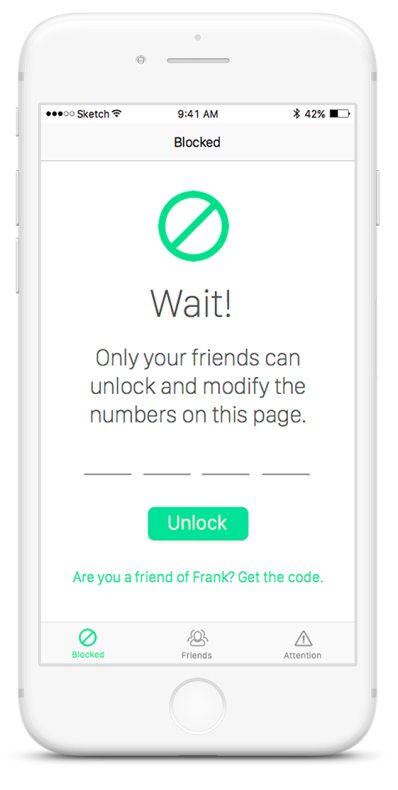 Sketch 9:41 AM 42%
Blocked
Wait!
Only your friends can
unlock and modify the
numbers on this page.
Unlock
Are you a friend of Frank? Get the code.
Blocked Friends Attention